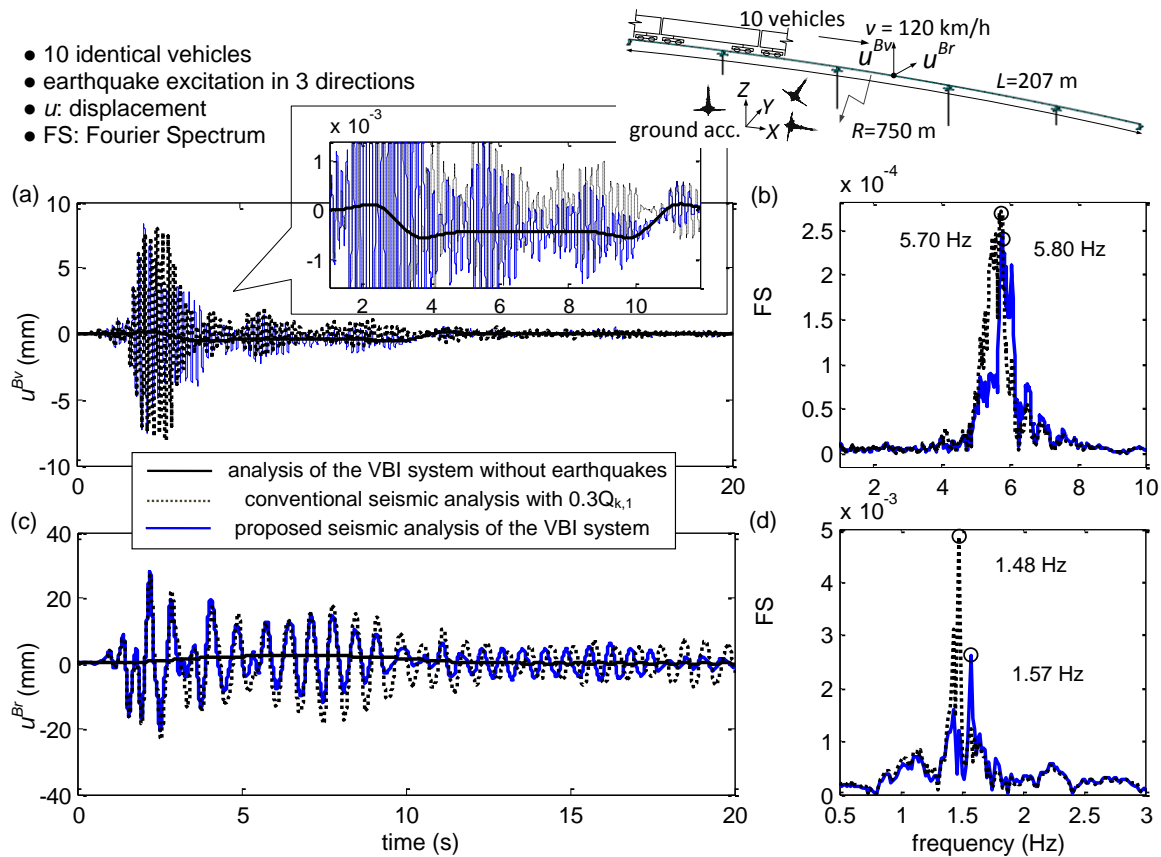 ● 10 identical vehicles
● earthquake excitation in 3 directions
● u: displacement
● FS: Fourier Spectrum
10 vehicles
v = 120 km/h
u^Bv
u^Br
L=207 m
Z
Y
X
ground acc.
R=750 m
x 10^-3
1
0
-1
2 4 6 8 10
(a)
10
5
0
-5
-10
u^Bv (mm)
0 5 20
(b)
x 10^-4
2.5
2
1.5
1
0.5
0
FS
5.70 Hz
5.80 Hz
2 4 6 8 10
analysis of the VBI system without earthquakes
conventional seismic analysis with 0.3Q_k,1
proposed seismic analysis of the VBI system
(c)
40
20
0
-20
-40
u^Br (mm)
0 5 10 15 20
time (s)
(d)
x 10^-3
5
4
3
2
1
0
FS
1.48 Hz
1.57 Hz
0.5 1 1.5 2 2.5 3
frequency (Hz)